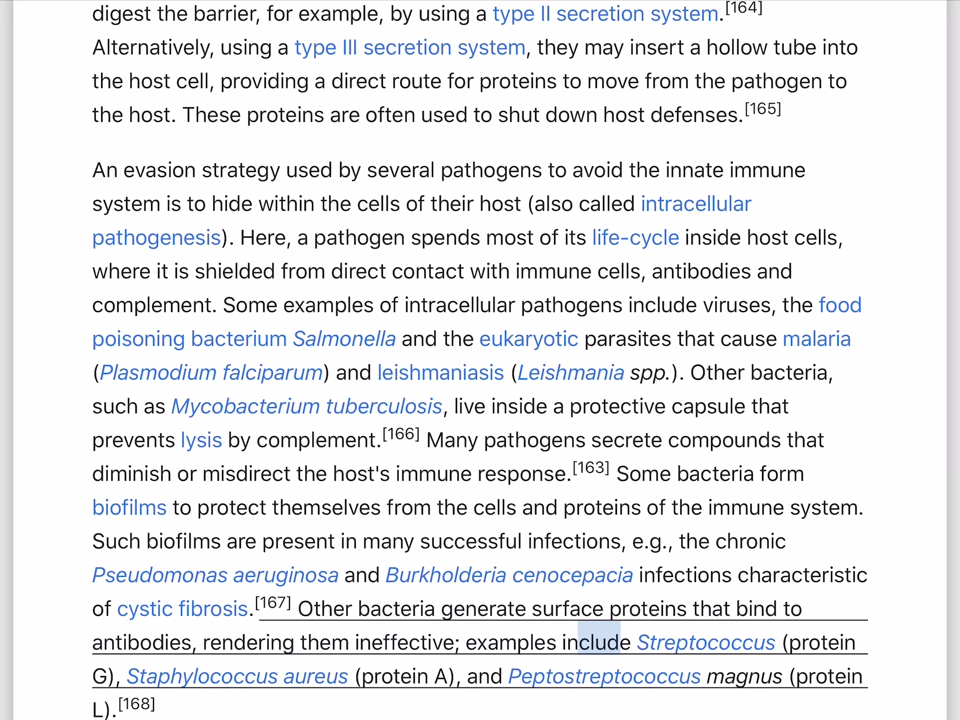 digest the barrier, for example, by using a type II secretion system.[164]
Alternatively, using a type III secretion system, they may insert a hollow tube into
the host cell, providing a direct route for proteins to move from the pathogen to
the host. These proteins are often used to shut down host defenses.[165]
An evasion strategy used by several pathogens to avoid the innate immune
system is to hide within the cells of their host (also called intracellular
pathogenesis). Here, a pathogen spends most of its life-cycle inside host cells,
where it is shielded from direct contact with immune cells, antibodies and
complement. Some examples of intracellular pathogens include viruses, the food
poisoning bacterium Salmonella and the eukaryotic parasites that cause malaria
(Plasmodium falciparum) and leishmaniasis (Leishmania spp.). Other bacteria,
such as Mycobacterium tuberculosis, live inside a protective capsule that
prevents lysis by complement.[166] Many pathogens secrete compounds that
diminish or misdirect the host's immune response.[163] Some bacteria form
biofilms to protect themselves from the cells and proteins of the immune system.
Such biofilms are present in many successful infections, e.g., the chronic
Pseudomonas aeruginosa and Burkholderia cenocepacia infections characteristic
of cystic fibrosis.[167] Other bacteria generate surface proteins that bind to
antibodies, rendering them ineffective; examples include Streptococcus (protein
G), Staphylococcus aureus (protein A), and Peptostreptococcus magnus (protein
L).[168]